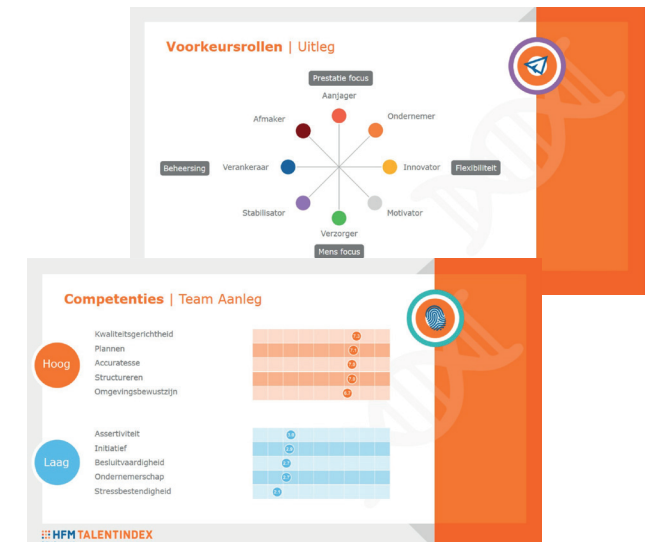 Voorkeursrollen | Uitleg
Prestatie focus
Aanjager
Afmaker
Ondernemer
Beheersing
Verankeraar
Innovator
Flexibiliteit
Stabilisator
Motivator
Verzorger
Mens focus
Competenties | Team Aanleg
Hoog
Kwaliteitsgerichtheid
Plannen
Accuratesse
Structureren
Omgevingsbewustzijn
Laag
Assertiviteit
Initiatief
Besluitvaardigheid
Ondernemerschap
Stressbestendigheid
HFM TALENTINDEX